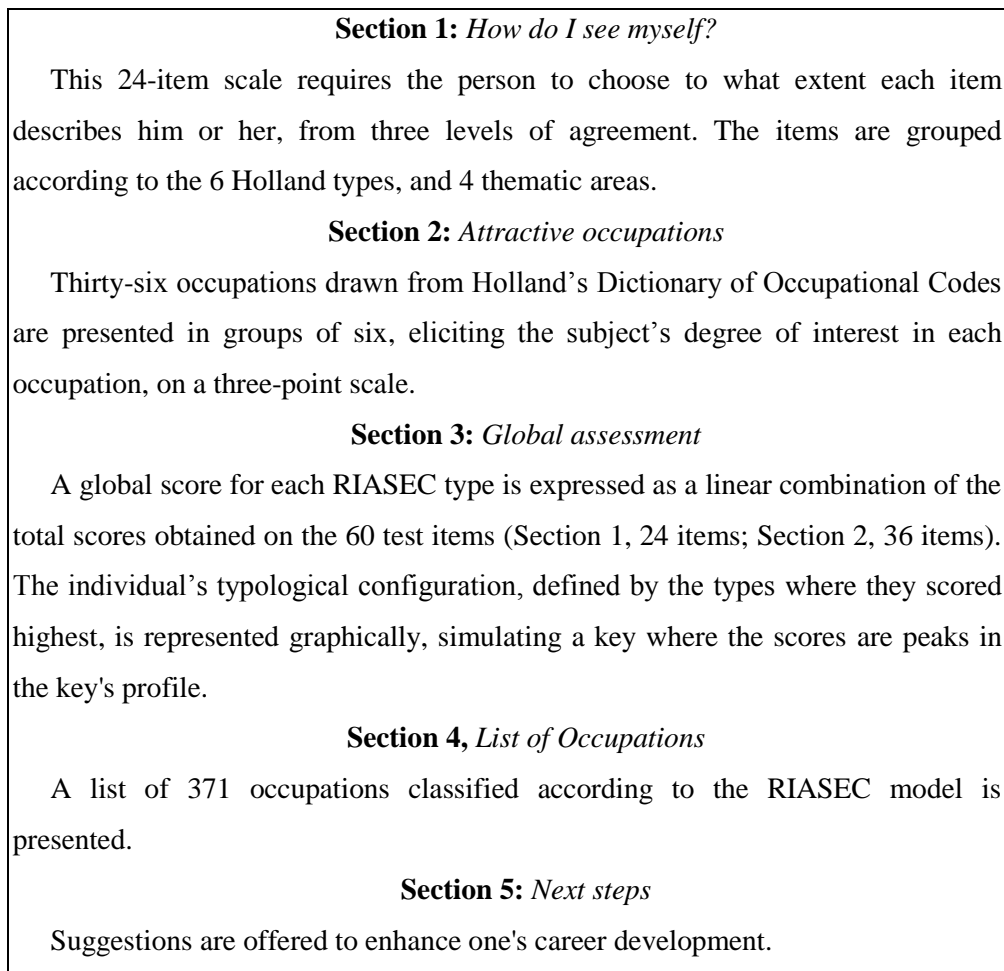 Section 1: How do I see myself?
This 24-item scale requires the person to choose to what extent each item
describes him or her, from three levels of agreement. The items are grouped
according to the 6 Holland types, and 4 thematic areas.
Section 2: Attractive occupations
Thirty-six occupations drawn from Holland’s Dictionary of Occupational Codes
are presented in groups of six, eliciting the subject’s degree of interest in each
occupation, on a three-point scale.
Section 3: Global assessment
A global score for each RIASEC type is expressed as a linear combination of the
total scores obtained on the 60 test items (Section 1, 24 items; Section 2, 36 items).
The individual’s typological configuration, defined by the types where they scored
highest, is represented graphically, simulating a key where the scores are peaks in
the key's profile.
Section 4, List of Occupations
A list of 371 occupations classified according to the RIASEC model is
presented.
Section 5: Next steps
Suggestions are offered to enhance one's career development.